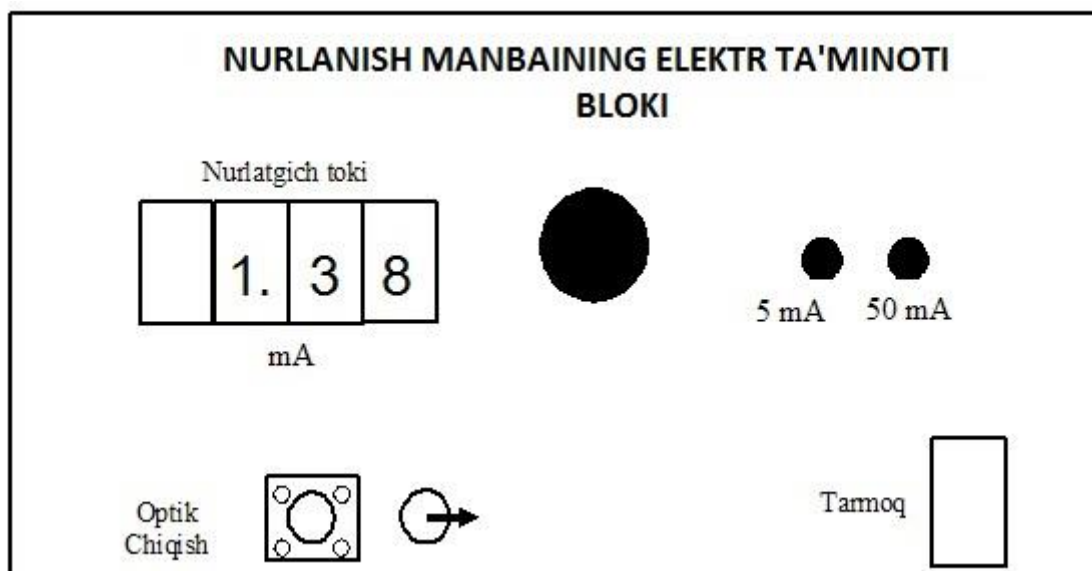 NURLANISH MANBAINING ELEKTR TA'MINOTI
BLOKI
Nurlatgich toki
1. 3 8
mA
5 mA 50 mA
Optik
Chiqish
Tarmoq